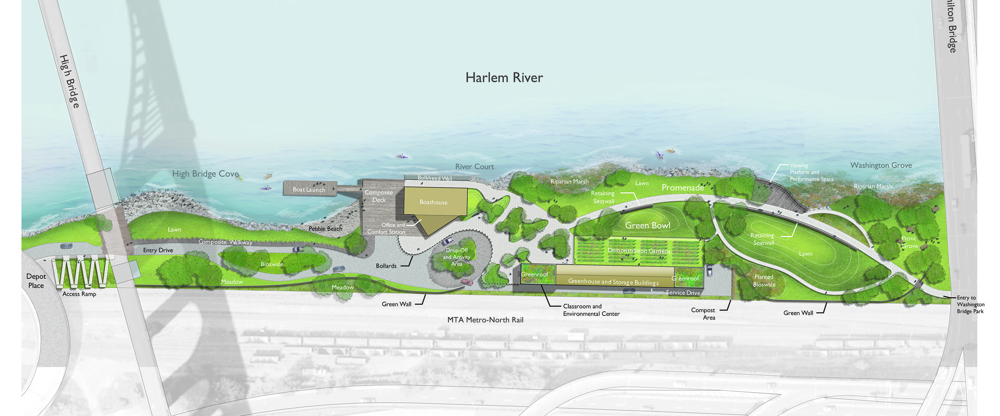 High Bridge
ilton Bridge
Harlem River
High Bridge Cove
River Court
Washington Grove
Viewing
Platform and
Performance Space
Bulkhead Wall
Riparian Marsh
Lawn
Promenade
Riparian Marsh
Boat Launch
Composite
Deck
Boathouse
Retaining
Seatwall
Office and
Comfort Station
Pebble Beach
Lawn
Green Bowl
Composite Walkway
Entry Drive
Retaining
Seatwall
Picnic
Grove
Lawn
Drop-Off
and Activity
Area
Demonstration Gardens
Bioswale
Bollards
Depot
Place
Meadow
Meadow
Greenroof
Greenhouse and Storage Buildings
Greenroof
Planted
Bioswale
Access Ramp
Service Drive
Green Wall
Classroom and
Environmental Center
Compost
Area
Green Wall
Entry to
Washington
Bridge Park
MTA Metro-North Rail